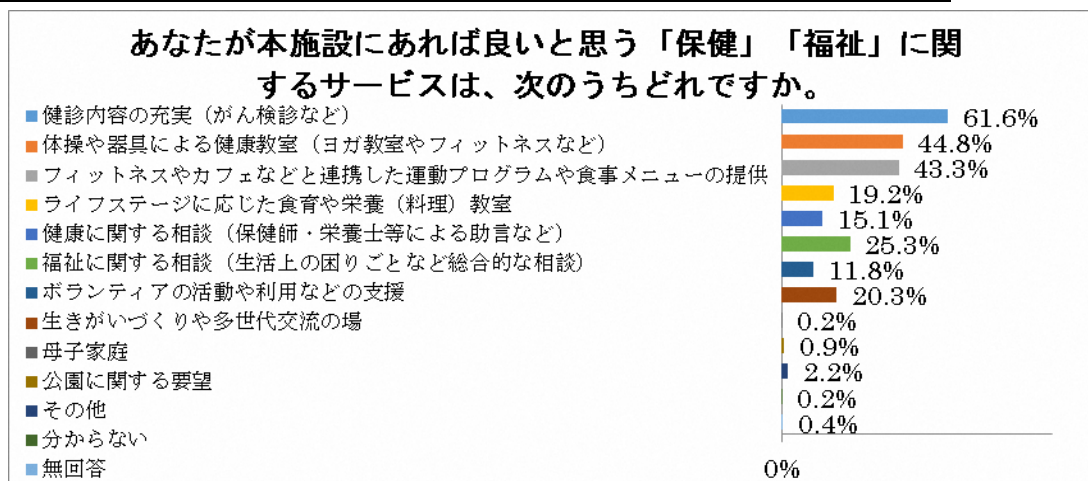 あなたが本施設にあれば良いと思う「保健」「福祉」に関
するサービスは、次のうちどれですか。
健診内容の充実（がん検診など）
61.6%
体操や器具による健康教室（ヨガ教室やフィットネスなど）
44.8%
フィットネスやカフェなどと連携した運動プログラムや食事メニューの提供
43.3%
ライフステージに応じた食育や栄養（料理）教室
19.2%
健康に関する相談（保健師・栄養士等による助言など）
15.1%
福祉に関する相談（生活上の困りごとなど総合的な相談）
25.3%
ボランティアの活動や利用などの支援
11.8%
生きがいづくりや多世代交流の場
20.3%
母子家庭
0.2%
公園に関する要望
0.9%
その他
2.2%
分からない
0.2%
無回答
0.4%
0%